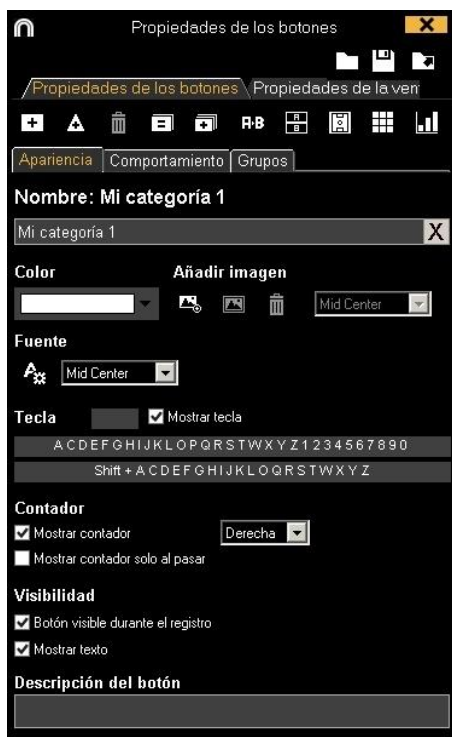 Propiedades de los botones
Propiedades de los botones Propiedades de la ven
A·B
Apariencia Comportamiento Grupos
Nombre: Mi categoría 1
Mi categoría 1 X
Color Añadir imagen
Mid Center
Fuente
Mid Center
Tecla Mostrar tecla
A C D E F G H I J K L O P Q R S T W X Y Z 1 2 3 4 5 6 7 8 9 0
Shift + A C D E F G H I J K L O Q R S T W X Y Z
Contador
Mostrar contador Derecha
Mostrar contador solo al pasar
Visibilidad
Botón visible durante el registro
Mostrar texto
Descripción del botón